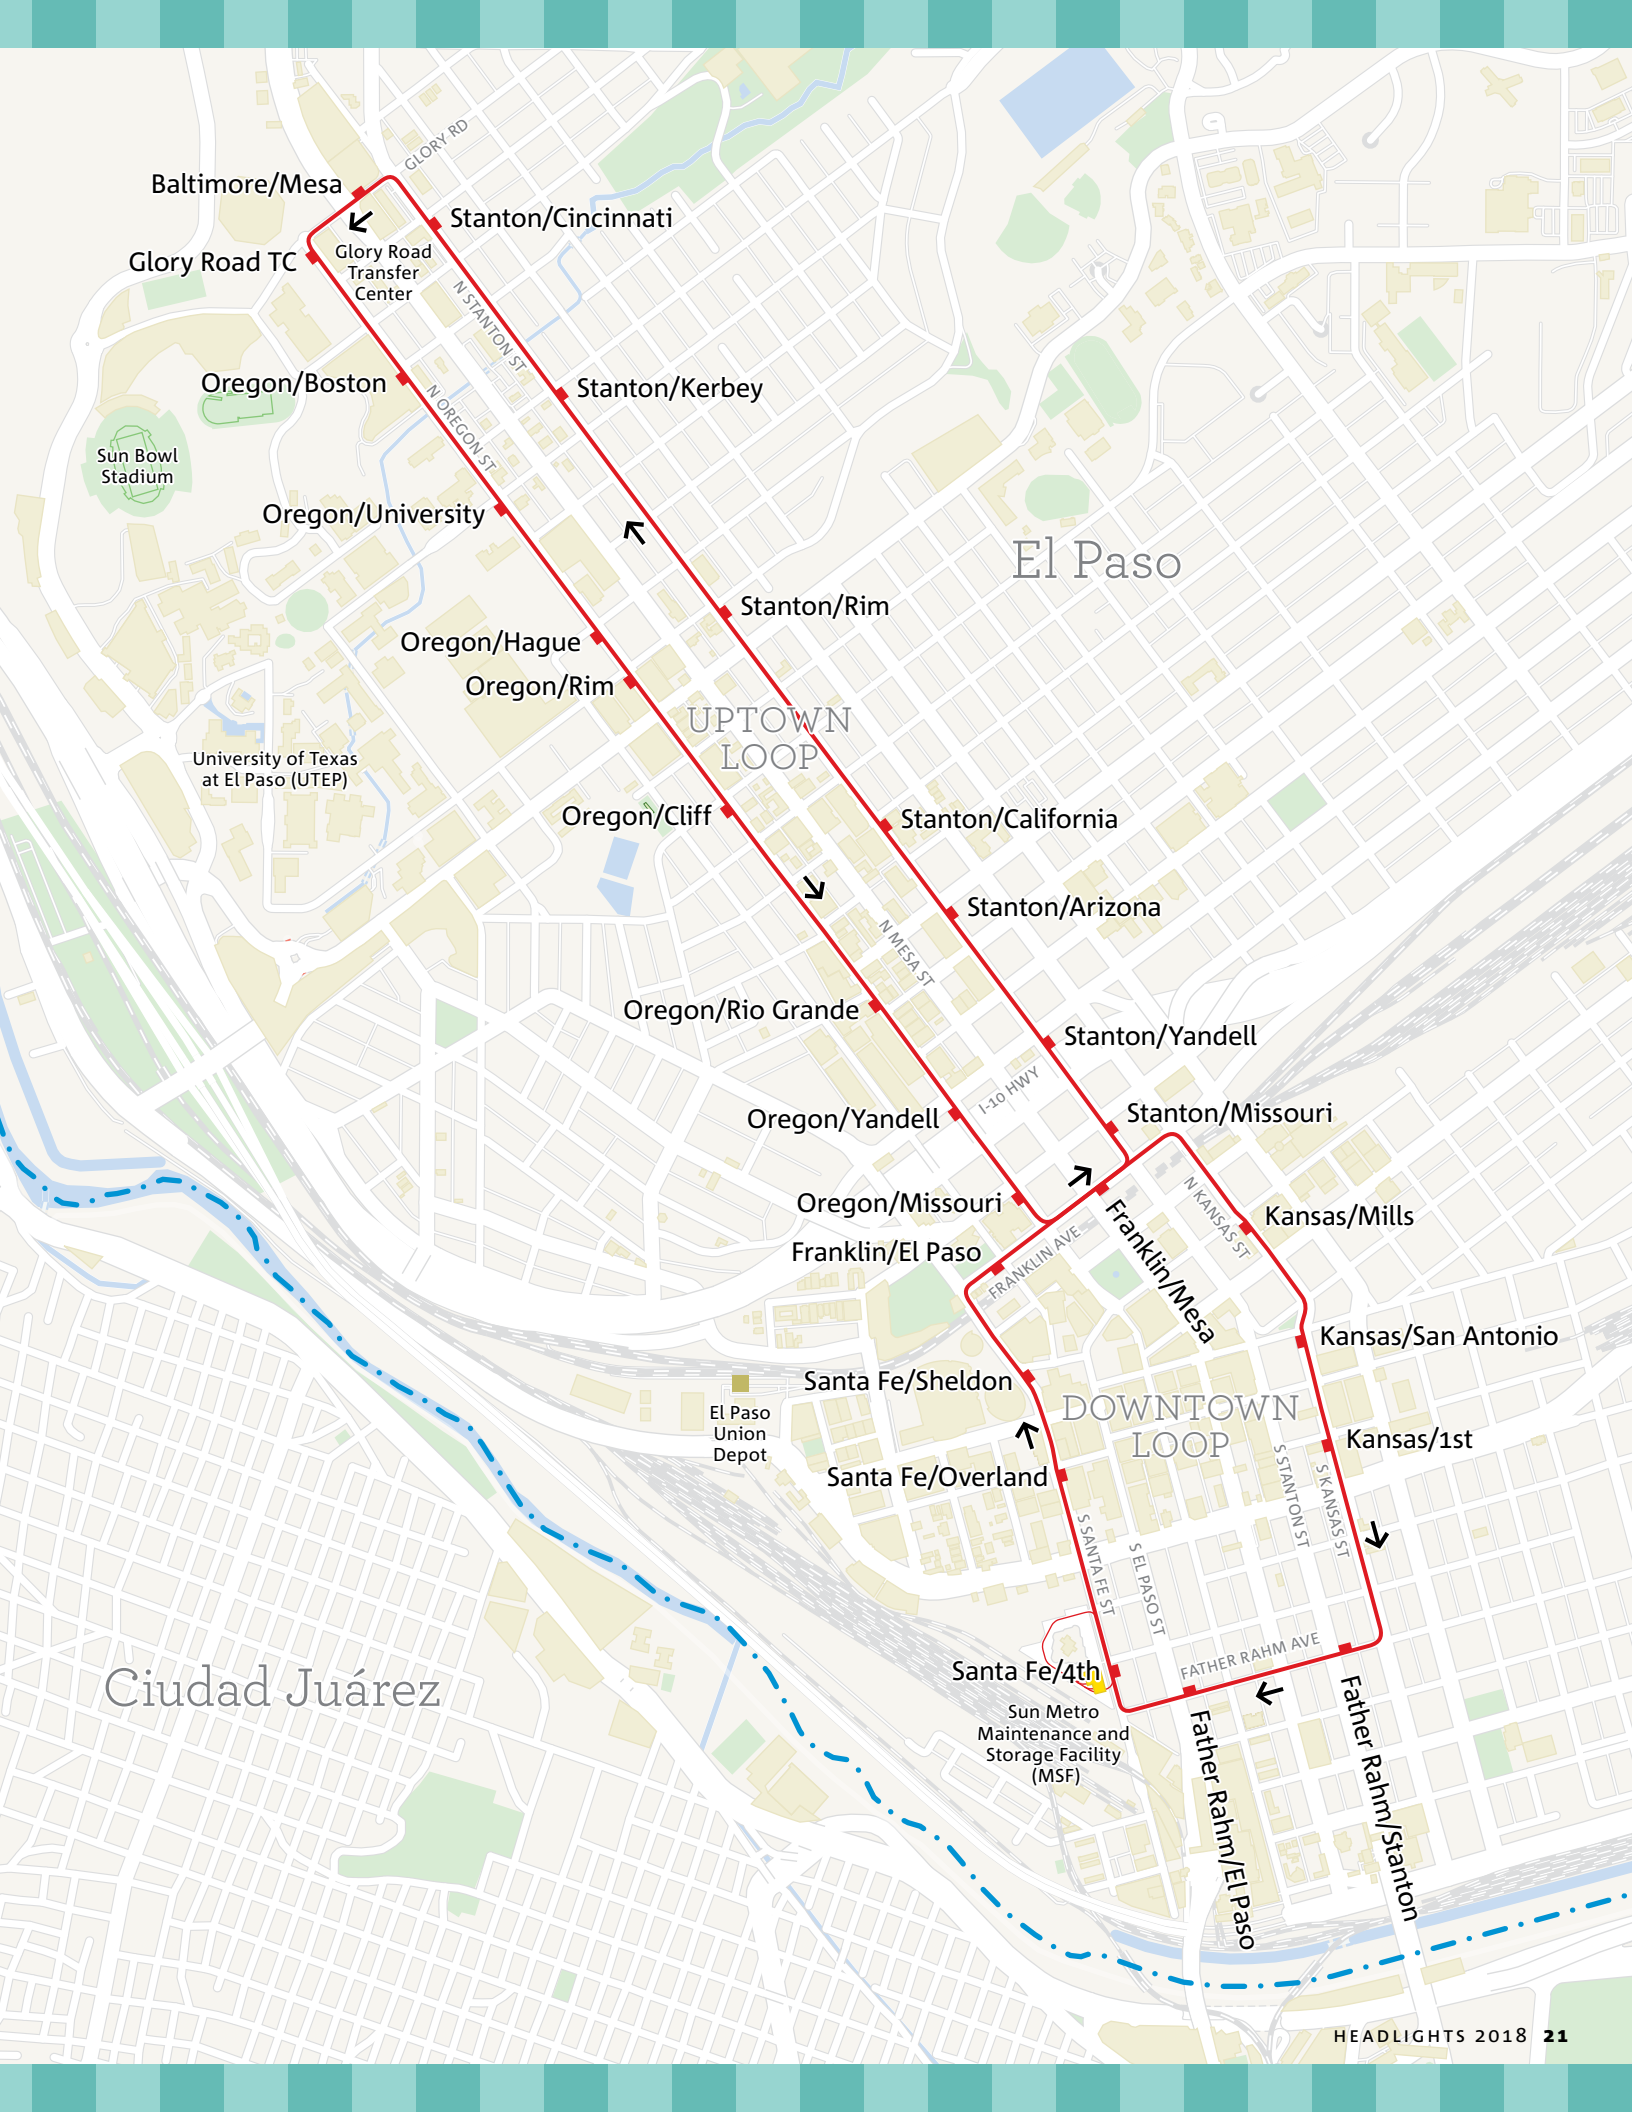 GLORY RD
Baltimore/Mesa
Stanton/Cincinnati
Glory Road TC
Glory Road
Transfer
Center
N STANTON ST
Oregon/Boston
Stanton/Kerbey
N OREGON ST
Sun Bowl
Stadium
Oregon/University
El Paso
Stanton/Rim
Oregon/Hague
Oregon/Rim
UPTOWN
LOOP
University of Texas
at El Paso (UTEP)
Oregon/Cliff
Stanton/California
Stanton/Arizona
N MESA ST
Oregon/Rio Grande
Stanton/Yandell
I-10 HWY
Oregon/Yandell
Stanton/Missouri
Oregon/Missouri
N KANSAS ST
Kansas/Mills
Franklin/El Paso
FRANKLIN AVE
Franklin/Mesa
Kansas/San Antonio
Santa Fe/Sheldon
El Paso
Union
Depot
DOWNTOWN
LOOP
Kansas/1st
Santa Fe/Overland
S STANTON ST
S KANSAS ST
S SANTA FE ST
S EL PASO ST
FATHER RAHM AVE
Santa Fe/4th
Ciudad Juárez
Sun Metro
Maintenance and
Storage Facility
(MSF)
Father Rahm/El Paso
Father Rahm/Stanton
HEADLIGHTS 2018 21